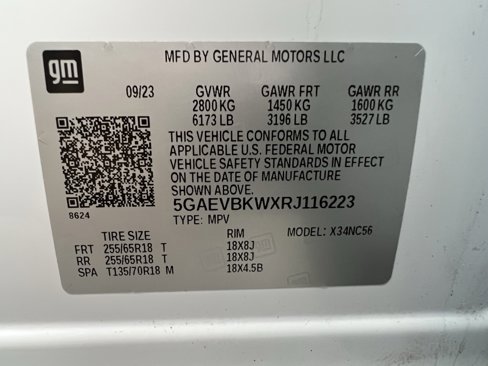 gm
MFD BY GENERAL MOTORS LLC
09/23 GVWR GAWR FRT GAWR RR
2800 KG 1450 KG 1600 KG
6173 LB 3196 LB 3527 LB
THIS VEHICLE CONFORMS TO ALL
APPLICABLE U.S. FEDERAL MOTOR
VEHICLE SAFETY STANDARDS IN EFFECT
ON THE DATE OF MANUFACTURE
SHOWN ABOVE.
8624
5GAEVBKWXRJ116223
TYPE: MPV
TIRE SIZE RIM MODEL: X34NC56
FRT 255/65R18 T 18X8J
RR 255/65R18 T 18X8J
SPA T135/70R18 M 18X4.5B